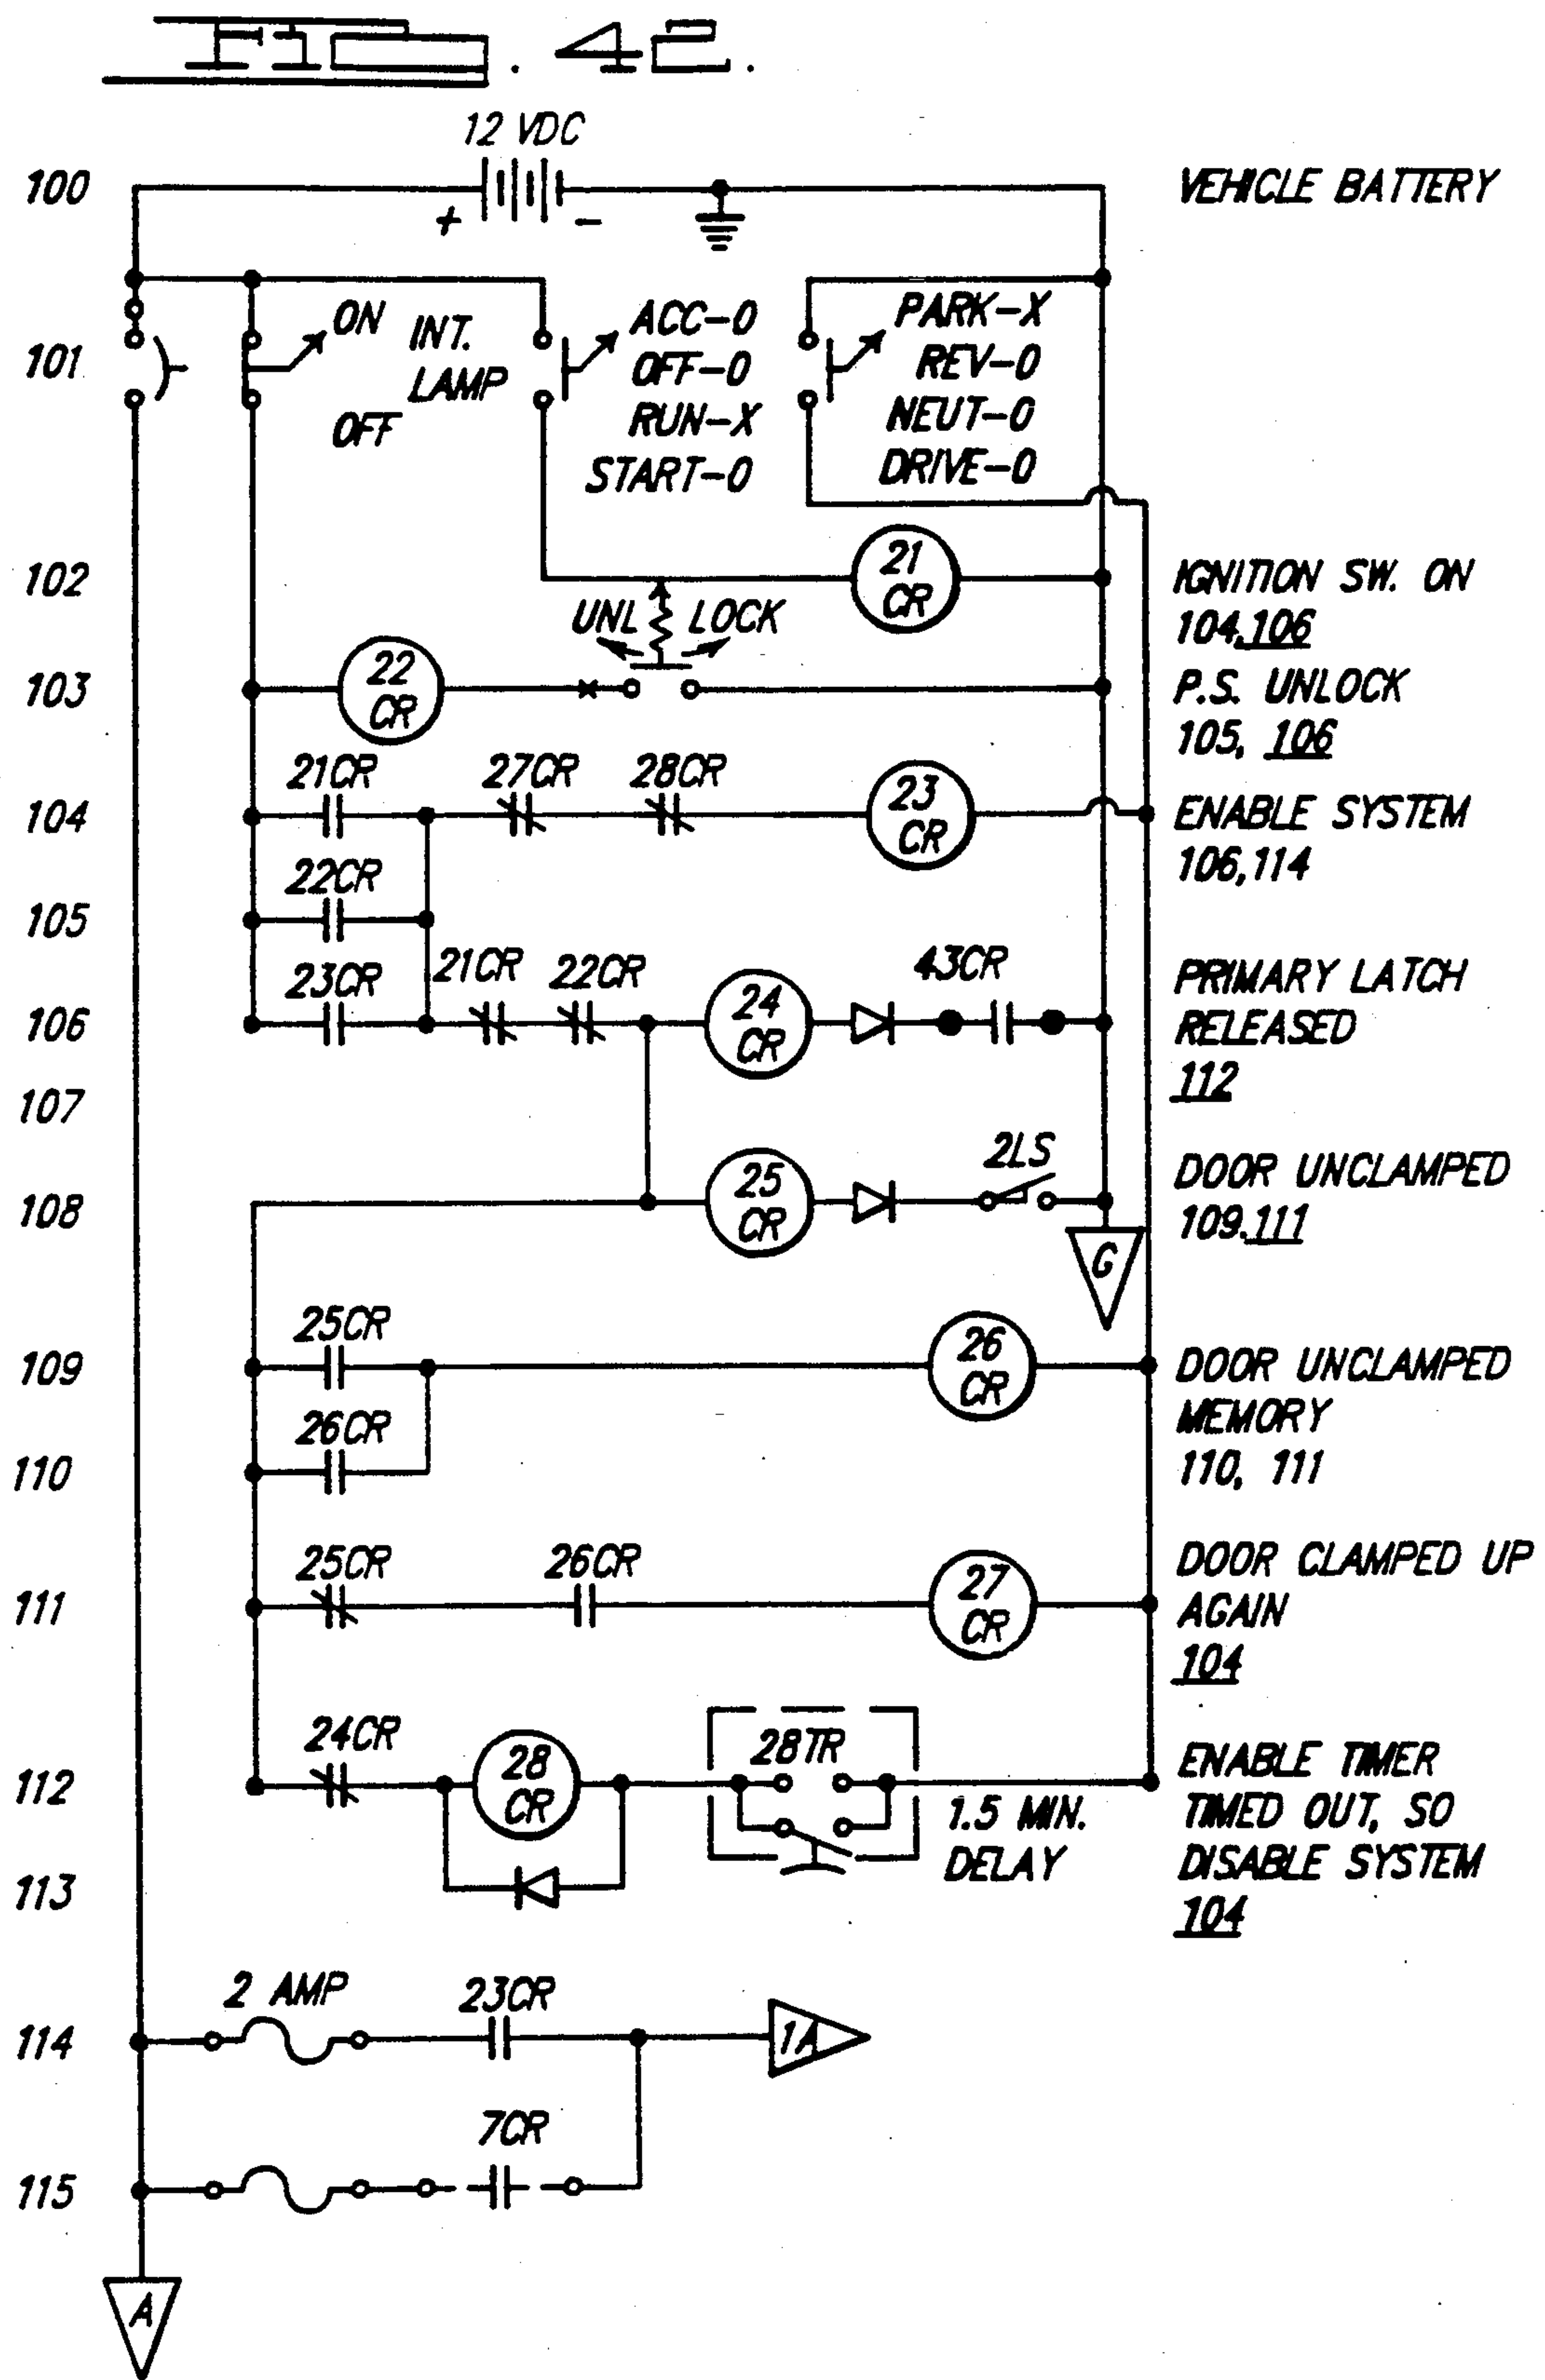 FIG. 42.
12 VDC
100 + - VEHICLE BATTERY
101 ON OFF INT. LAMP
ACC-O
OFF-O
RUN-X
START-O
PARK-X
REV-O
NEUT-O
DRIVE-O
102 21 CR IGNITION SW. ON
104,106
UNL LOCK
103 22 CR P.S. UNLOCK
105, 106
21CR 27CR 28CR
104 23 CR ENABLE SYSTEM
106,114
22CR
105
23CR 21CR 22CR 43CR
106 24 CR PRIMARY LATCH
RELEASED
112
107
2LS
108 25 CR DOOR UNCLAMPED
109,111
G
25CR
109 26 CR DOOR UNCLAMPED
MEMORY
110, 111
26CR
110
25CR 26CR
111 27 CR DOOR CLAMPED UP
AGAIN
104
24CR 28TR
112 28 CR ENABLE TIMER
TIMED OUT, SO
DISABLE SYSTEM
104
1.5 MIN.
DELAY
113
2 AMP 23CR
114 1A
7CR
115
A